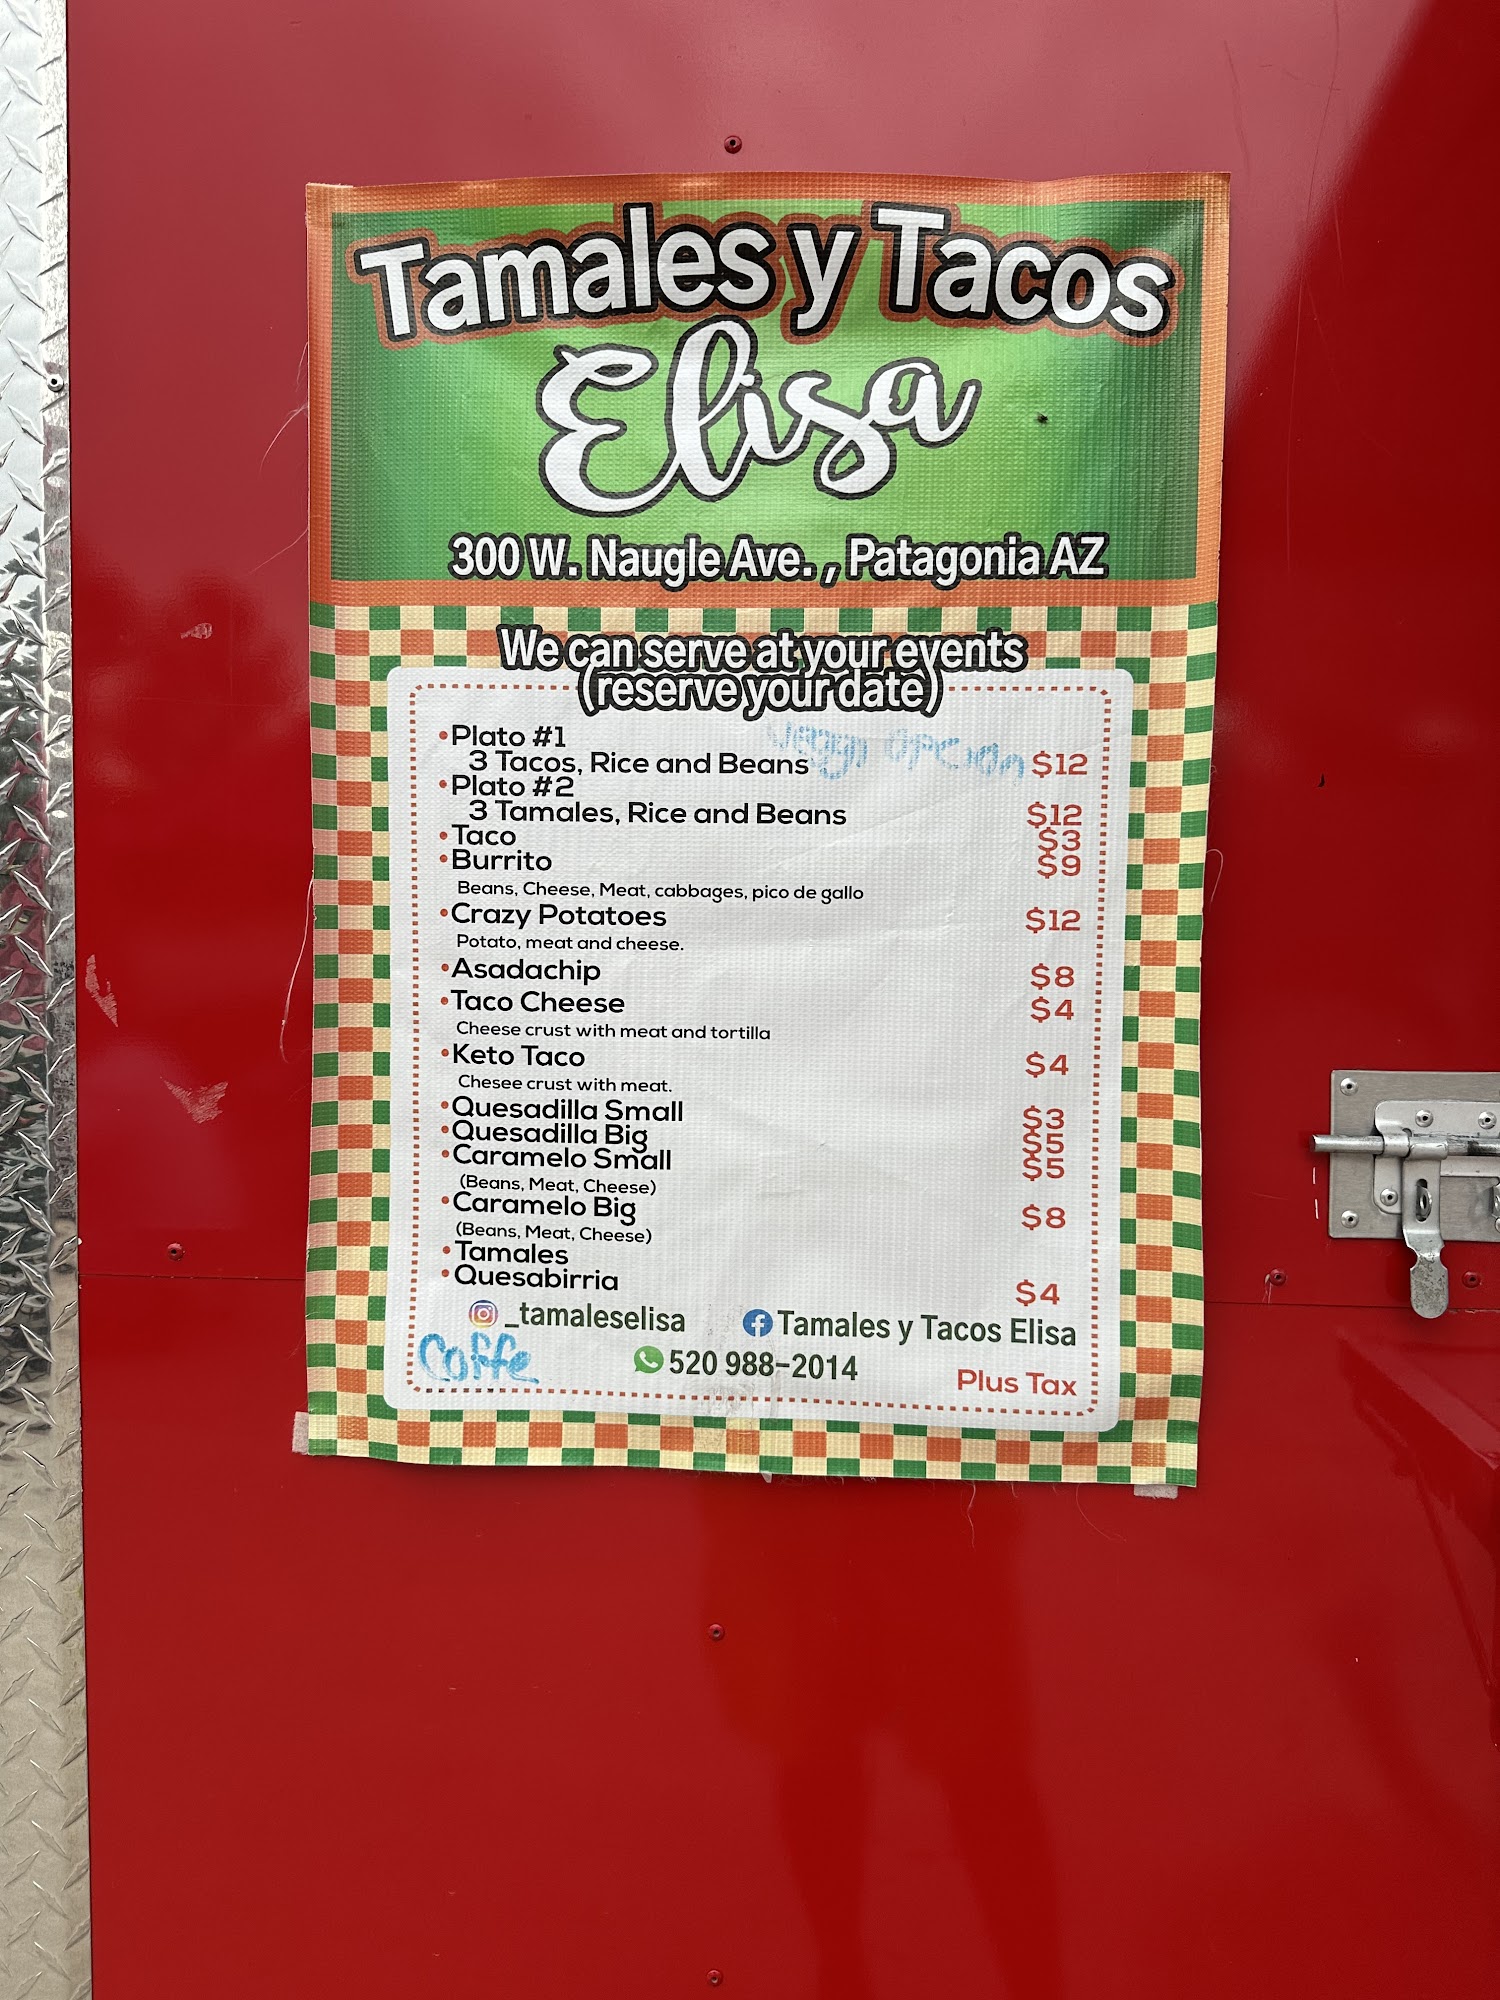 Tamales y Tacos
Elisa
300 W. Naugle Ave. , Patagonia AZ
We can serve at your events
(reserve your date)
•Plato #1
Veggi opcion
3 Tacos, Rice and Beans $12
•Plato #2
3 Tamales, Rice and Beans $12
•Taco $3
•Burrito $9
Beans, Cheese, Meat, cabbages, pico de gallo
•Crazy Potatoes $12
Potato, meat and cheese.
•Asadachip $8
•Taco Cheese $4
Cheese crust with meat and tortilla
•Keto Taco $4
Chesee crust with meat.
•Quesadilla Small $3
•Quesadilla Big $5
•Caramelo Small $5
(Beans, Meat, Cheese)
•Caramelo Big $8
(Beans, Meat, Cheese)
•Tamales
•Quesabirria $4
_tamaleselisa Tamales y Tacos Elisa
Coffe 520 988-2014 Plus Tax